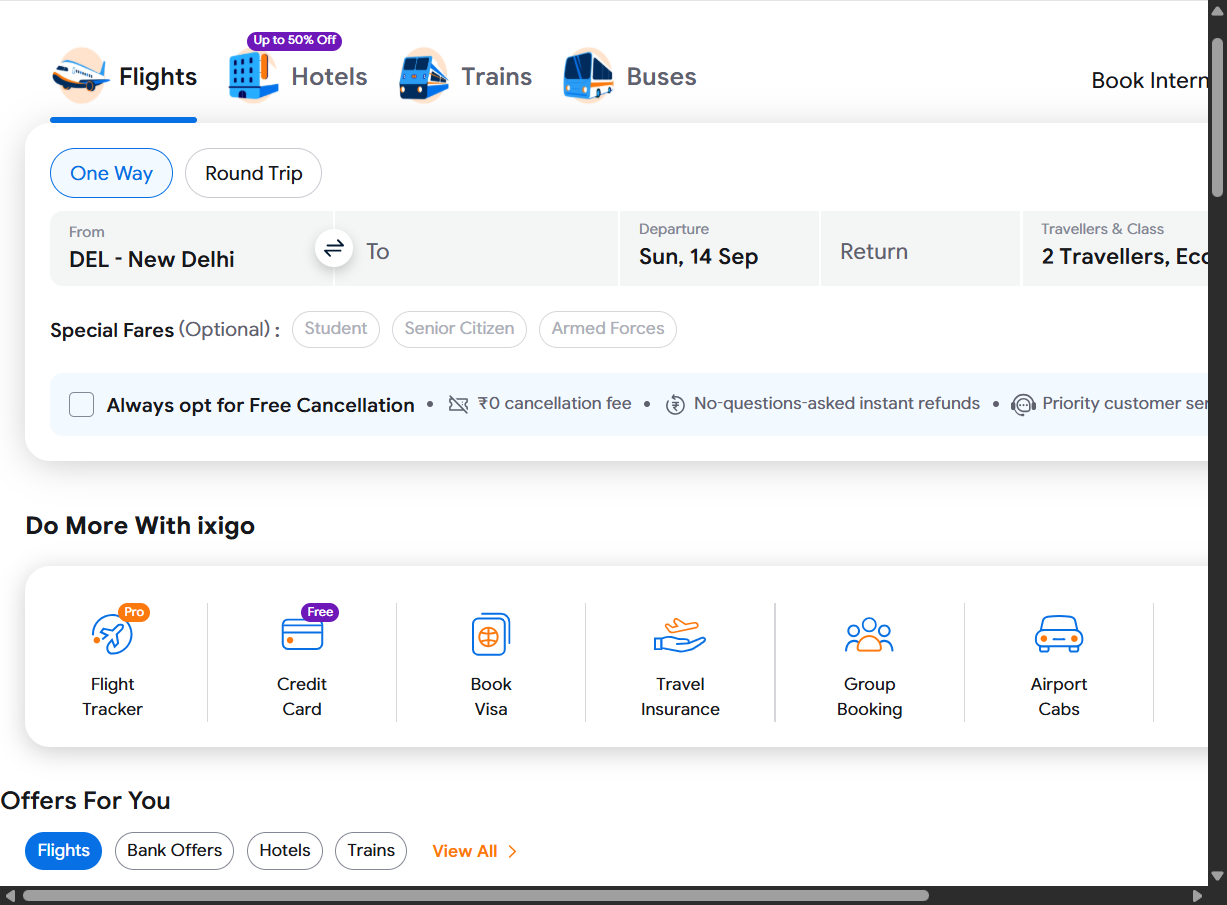 Up to 50% Off
Flights Hotels Trains Buses
Book Intern
One Way Round Trip
From
DEL - New Delhi
To
Departure
Sun, 14 Sep
Return
Travellers & Class
2 Travellers, Eco
Special Fares (Optional) : Student Senior Citizen Armed Forces
Always opt for Free Cancellation • ₹0 cancellation fee • No-questions-asked instant refunds • Priority customer ser
Do More With ixigo
Pro
Flight
Tracker
Free
Credit
Card
Book
Visa
Travel
Insurance
Group
Booking
Airport
Cabs
Offers For You
Flights Bank Offers Hotels Trains View All